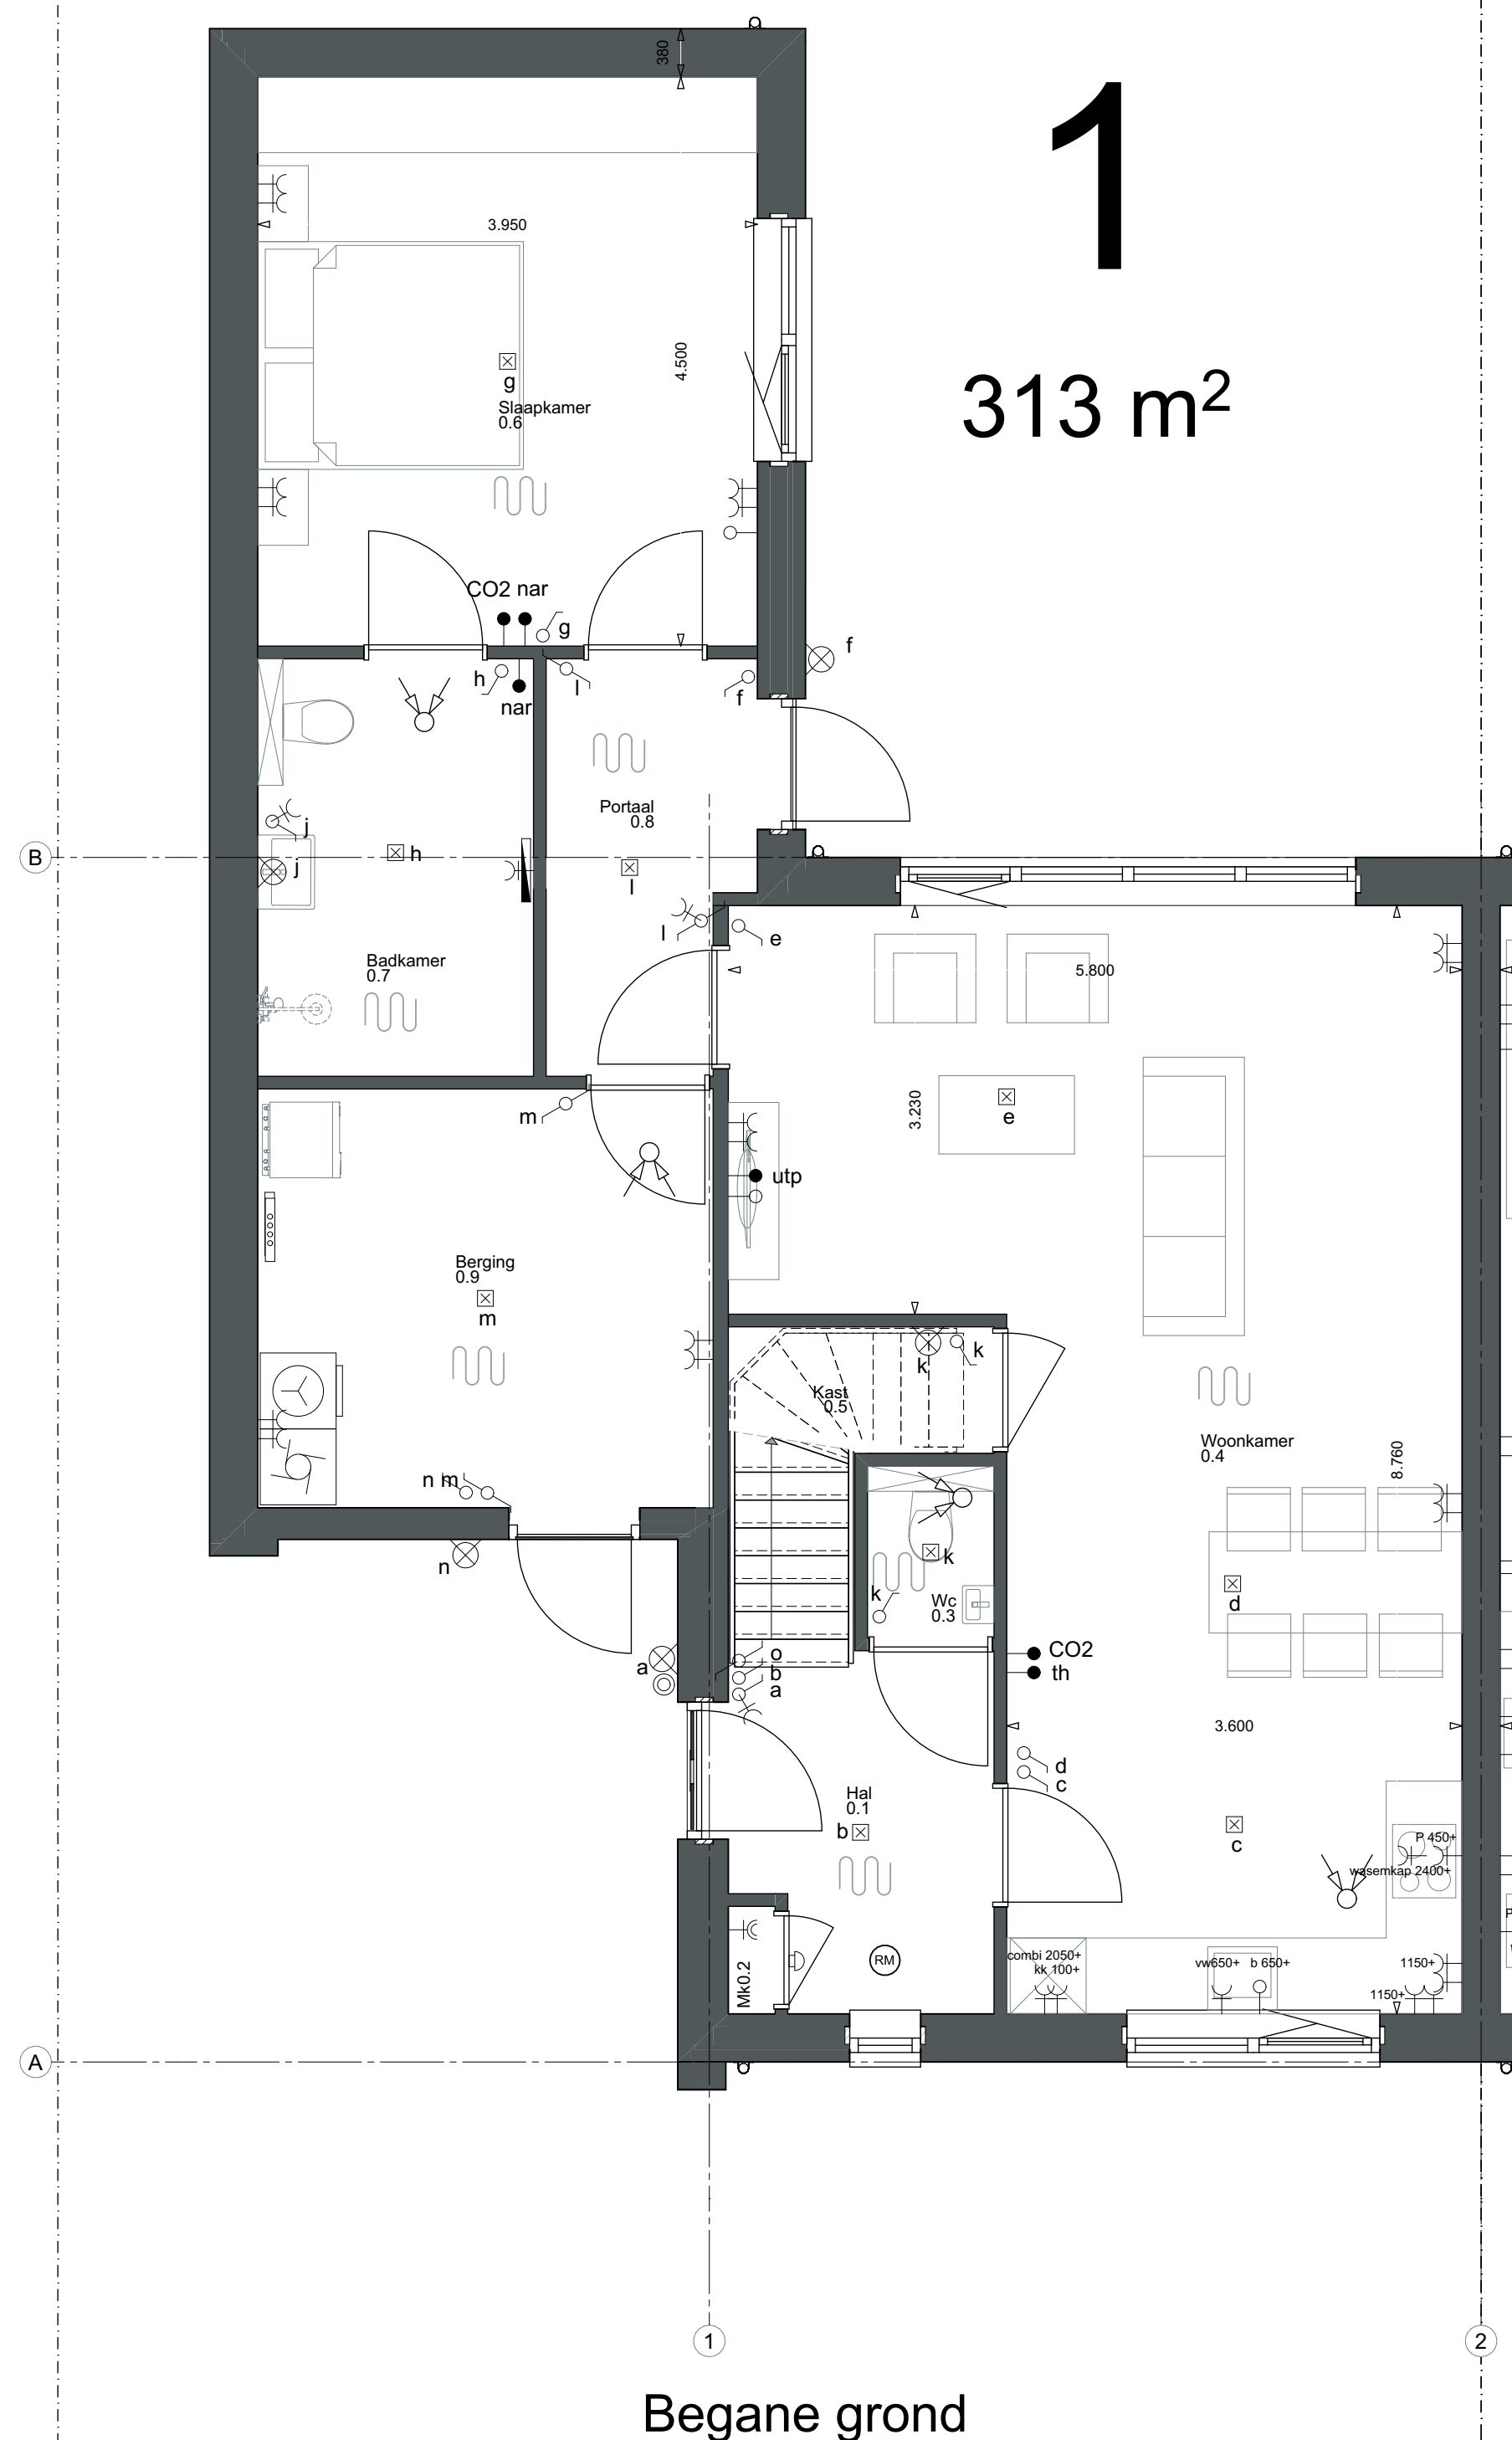 380
1
3.950
313 m²
4.500
g
Slaapkamer
0.6
CO2 nar
g
f
h
l
f
nar
Portaal
0.8
j
h
B
j
l
l
e
Badkamer
0.7
5.800
3.230
e
m
utp
Berging
0.9
m
k
k
Kast
0.5
Woonkamer
0.4
8.760
n m
k
n
k
d
Wc
0.3
CO2
th
o
b
a
a
3.600
d
c
Hal
0.1
b
c
P 450+
wasemkap 2400+
RM
Mk0.2
combi 2050+
kk 100+
vw650+
b 650+
1150+
1150+
A
1
2
Begane grond